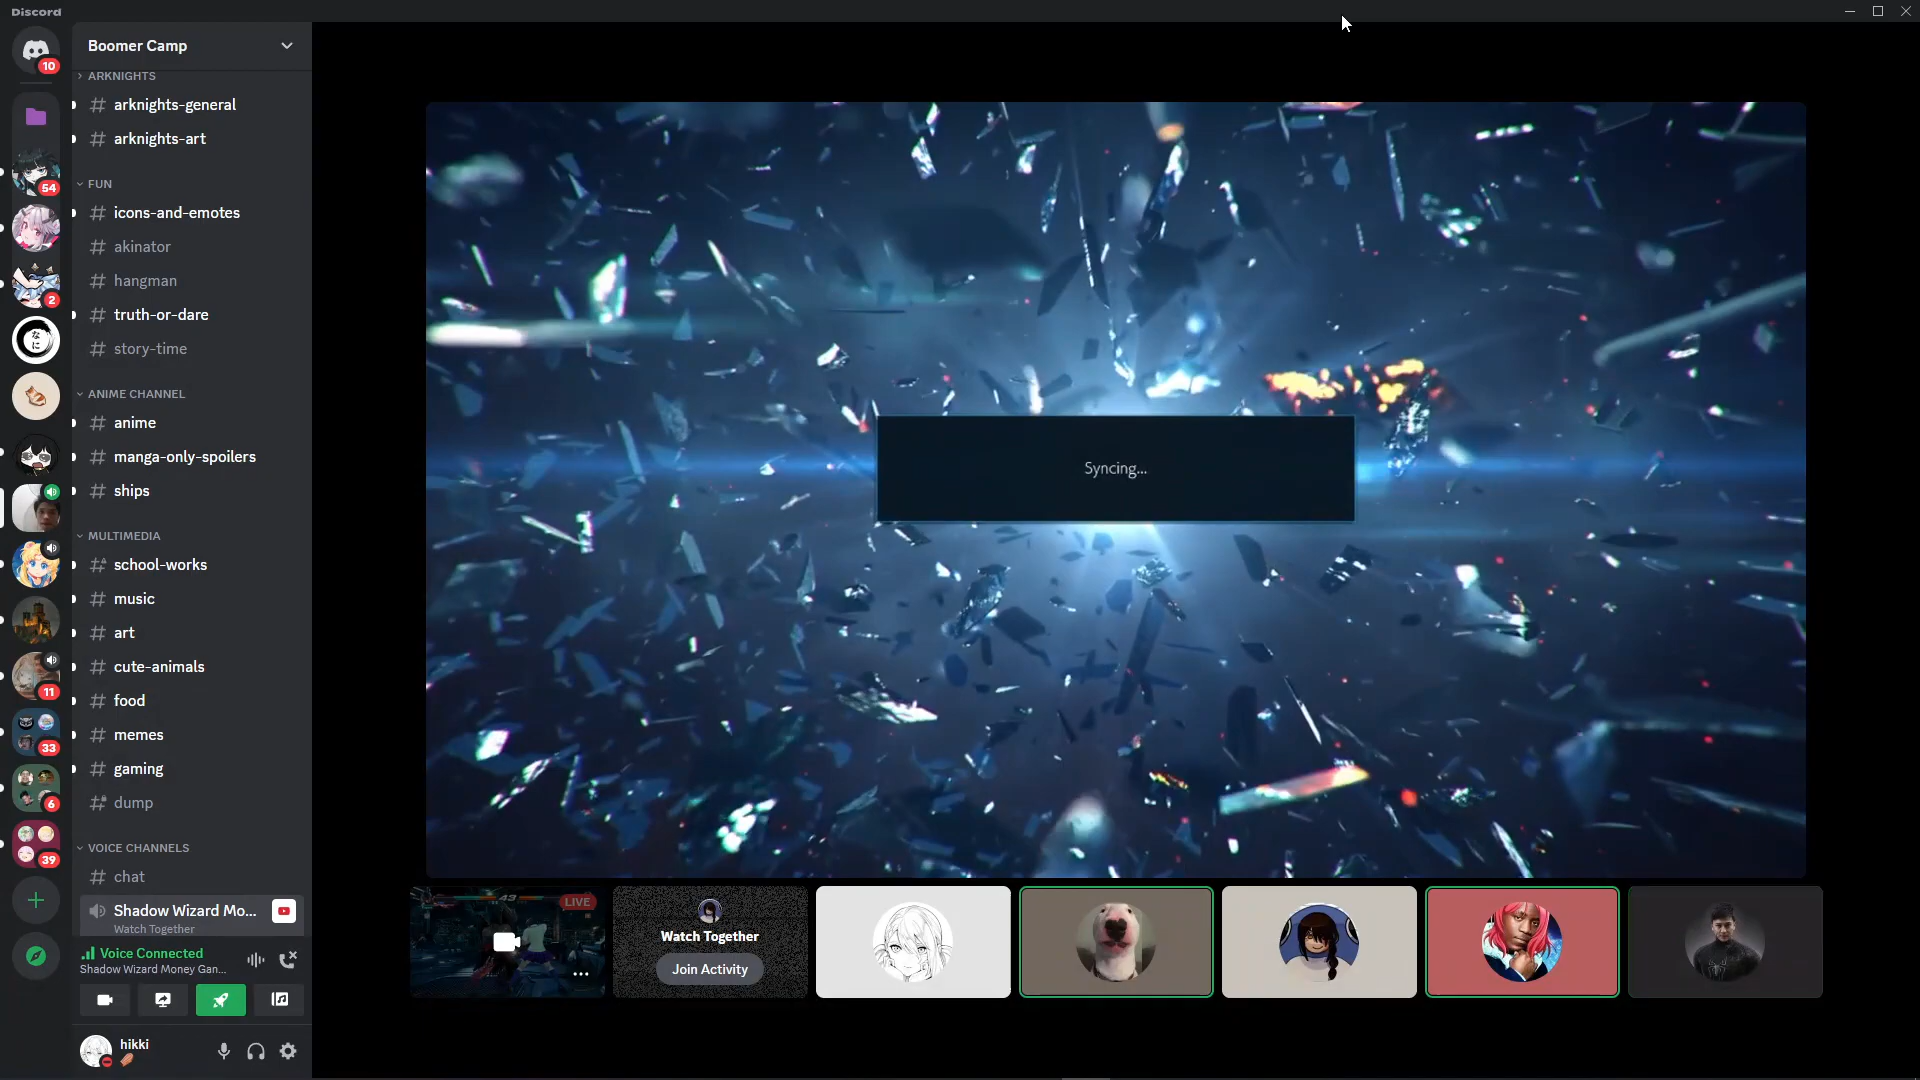 Discord
10
54
2
なに
11
33
6
39
Boomer Camp
ARKNIGHTS
arknights-general
arknights-art
FUN
icons-and-emotes
akinator
hangman
truth-or-dare
story-time
ANIME CHANNEL
anime
manga-only-spoilers
ships
MULTIMEDIA
school-works
music
art
cute-animals
food
memes
gaming
dump
VOICE CHANNELS
chat
Shadow Wizard Mo...
Watch Together
Voice Connected
Shadow Wizard Money Gan...
hikki
Syncing...
43
LIVE
Watch Together
Join Activity